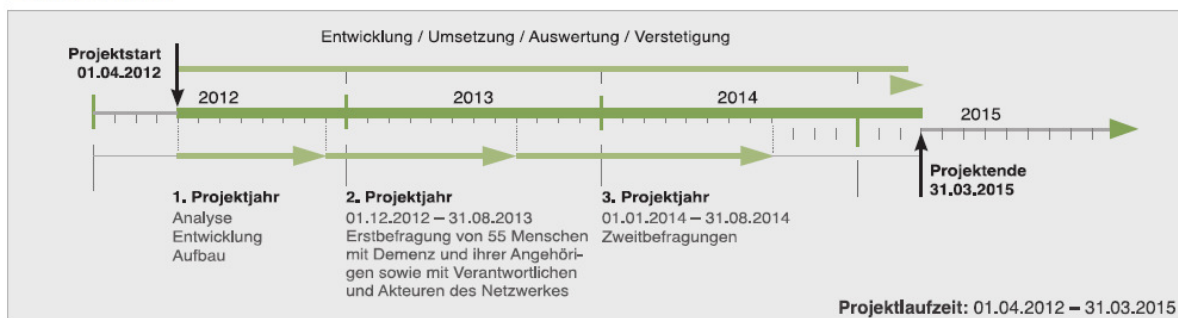 Entwicklung / Umsetzung / Auswertung / Verstetigung
Projektstart
01.04.2012
2012
2013
2014
2015
Projektende
31.03.2015
1. Projektjahr
Analyse
Entwicklung
Aufbau
2. Projektjahr
01.12.2012 – 31.08.2013
Erstbefragung von 55 Menschen
mit Demenz und ihrer Angehöri-
gen sowie mit Verantwortlichen
und Akteuren des Netzwerkes
3. Projektjahr
01.01.2014 – 31.08.2014
Zweitbefragungen
Projektlaufzeit: 01.04.2012 – 31.03.2015